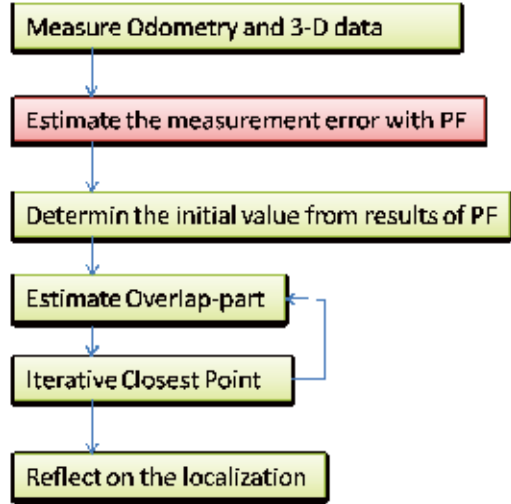 Measure Odometry and 3-D data
Estimate the measurement error with PF
Determin the initial value from results of PF
Estimate Overlap-part
Iterative Closest Point
Reflect on the localization